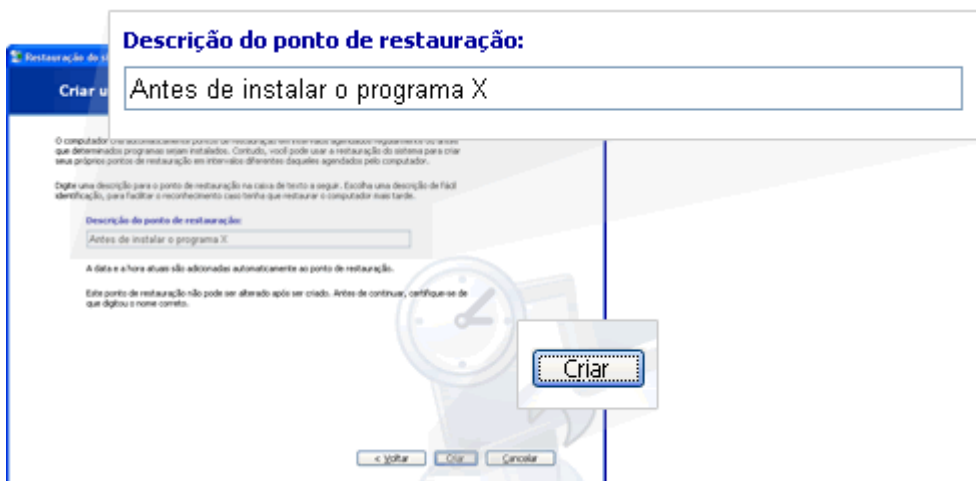 Descrição do ponto de restauração:
Antes de instalar o programa X
Restauração do si
Criar u
O computador cria automaticamente pontos de restauração em intervalos agendados regularmente ou antes
que determinados programas sejam instalados. Contudo, você pode usar a restauração do sistema para criar
seus próprios pontos de restauração em intervalos diferentes daqueles agendados pelo computador.
Digite uma descrição para o ponto de restauração na caixa de texto a seguir. Escolha uma descrição de fácil
identificação, para facilitar o reconhecimento caso tenha que restaurar o computador mais tarde.
Descrição do ponto de restauração:
Antes de instalar o programa X
A data e a hora atuais são adicionadas automaticamente ao ponto de restauração.
Este ponto de restauração não pode ser alterado após ser criado. Antes de continuar, certifique-se de
que digitou o nome correto.
Criar
< Voltar
Criar
Cancelar